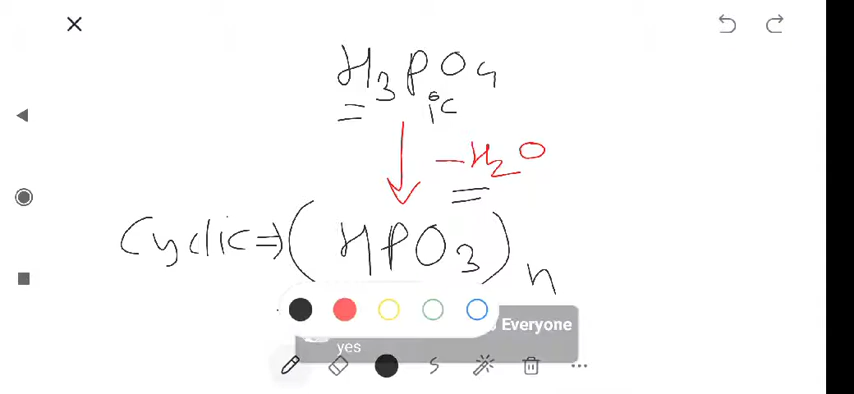 H3PO4
ic
-H2O
Cyclic⇒(HPO3)n
Everyone
yes